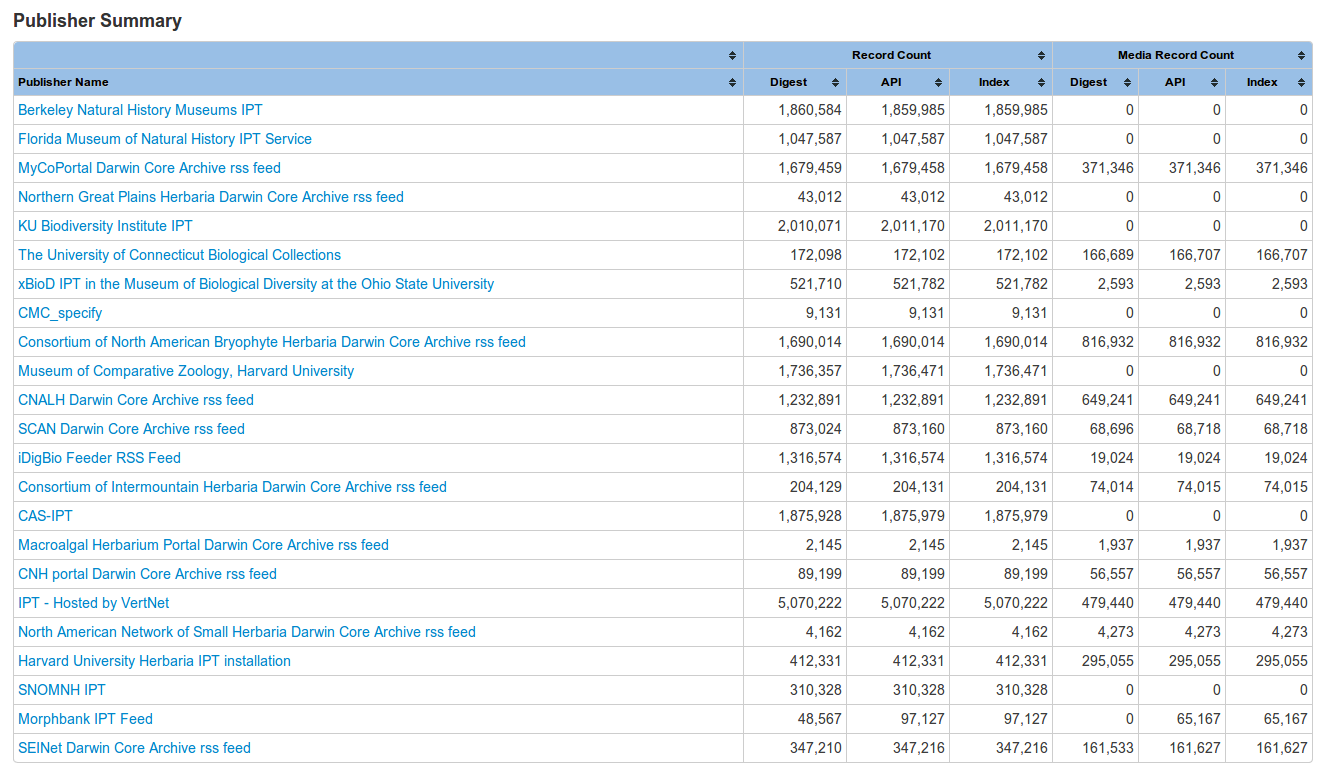 Publisher Summary
Record Count Media Record Count
Publisher Name Digest API Index Digest API Index
Berkeley Natural History Museums IPT 1,860,584 1,859,985 1,859,985 0 0 0
Florida Museum of Natural History IPT Service 1,047,587 1,047,587 1,047,587 0 0 0
MyCoPortal Darwin Core Archive rss feed 1,679,459 1,679,458 1,679,458 371,346 371,346 371,346
Northern Great Plains Herbaria Darwin Core Archive rss feed 43,012 43,012 43,012 0 0 0
KU Biodiversity Institute IPT 2,010,071 2,011,170 2,011,170 0 0 0
The University of Connecticut Biological Collections 172,098 172,102 172,102 166,689 166,707 166,707
xBioD IPT in the Museum of Biological Diversity at the Ohio State University 521,710 521,782 521,782 2,593 2,593 2,593
CMC_specify 9,131 9,131 9,131 0 0 0
Consortium of North American Bryophyte Herbaria Darwin Core Archive rss feed 1,690,014 1,690,014 1,690,014 816,932 816,932 816,932
Museum of Comparative Zoology, Harvard University 1,736,357 1,736,471 1,736,471 0 0 0
CNALH Darwin Core Archive rss feed 1,232,891 1,232,891 1,232,891 649,241 649,241 649,241
SCAN Darwin Core Archive rss feed 873,024 873,160 873,160 68,696 68,718 68,718
iDigBio Feeder RSS Feed 1,316,574 1,316,574 1,316,574 19,024 19,024 19,024
Consortium of Intermountain Herbaria Darwin Core Archive rss feed 204,129 204,131 204,131 74,014 74,015 74,015
CAS-IPT 1,875,928 1,875,979 1,875,979 0 0 0
Macroalgal Herbarium Portal Darwin Core Archive rss feed 2,145 2,145 2,145 1,937 1,937 1,937
CNH portal Darwin Core Archive rss feed 89,199 89,199 89,199 56,557 56,557 56,557
IPT - Hosted by VertNet 5,070,222 5,070,222 5,070,222 479,440 479,440 479,440
North American Network of Small Herbaria Darwin Core Archive rss feed 4,162 4,162 4,162 4,273 4,273 4,273
Harvard University Herbaria IPT installation 412,331 412,331 412,331 295,055 295,055 295,055
SNOMNH IPT 310,328 310,328 310,328 0 0 0
Morphbank IPT Feed 48,567 97,127 97,127 0 65,167 65,167
SEINet Darwin Core Archive rss feed 347,210 347,216 347,216 161,533 161,627 161,627